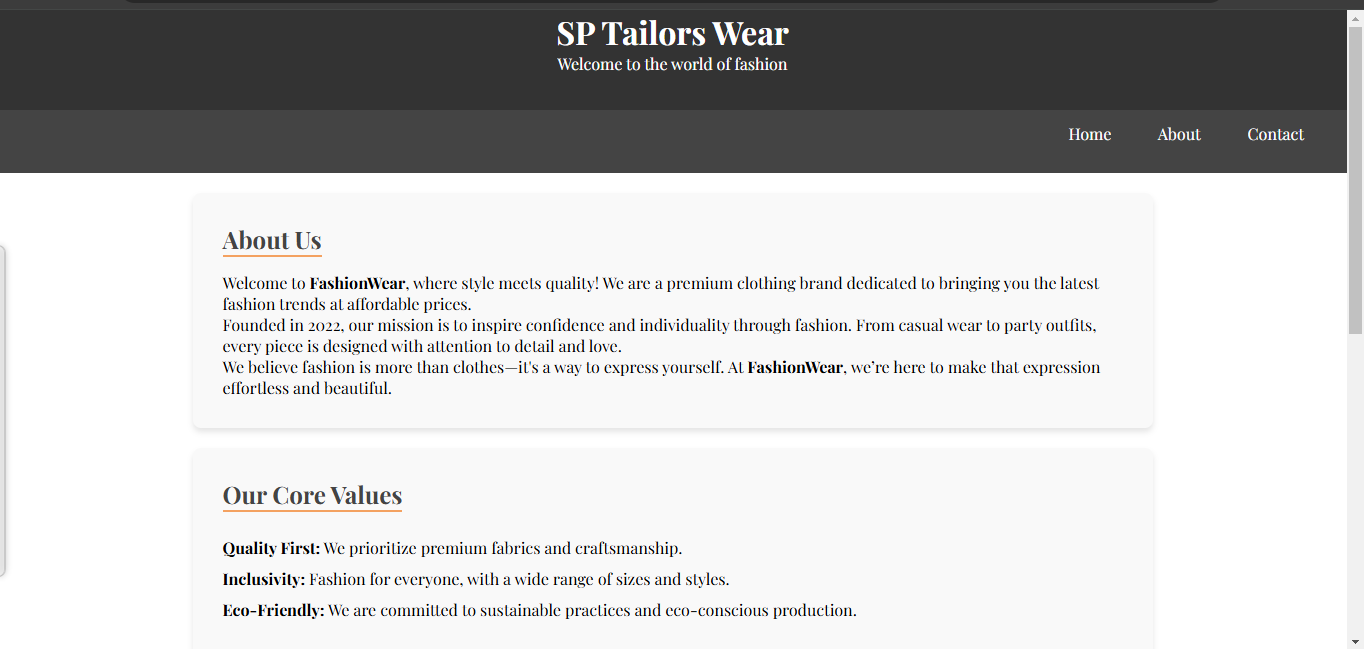 SP Tailors Wear
Welcome to the world of fashion
Home About Contact
About Us
Welcome to FashionWear, where style meets quality! We are a premium clothing brand dedicated to bringing you the latest
fashion trends at affordable prices.
Founded in 2022, our mission is to inspire confidence and individuality through fashion. From casual wear to party outfits,
every piece is designed with attention to detail and love.
We believe fashion is more than clothes—it's a way to express yourself. At FashionWear, we’re here to make that expression
effortless and beautiful.
Our Core Values
Quality First: We prioritize premium fabrics and craftsmanship.
Inclusivity: Fashion for everyone, with a wide range of sizes and styles.
Eco-Friendly: We are committed to sustainable practices and eco-conscious production.